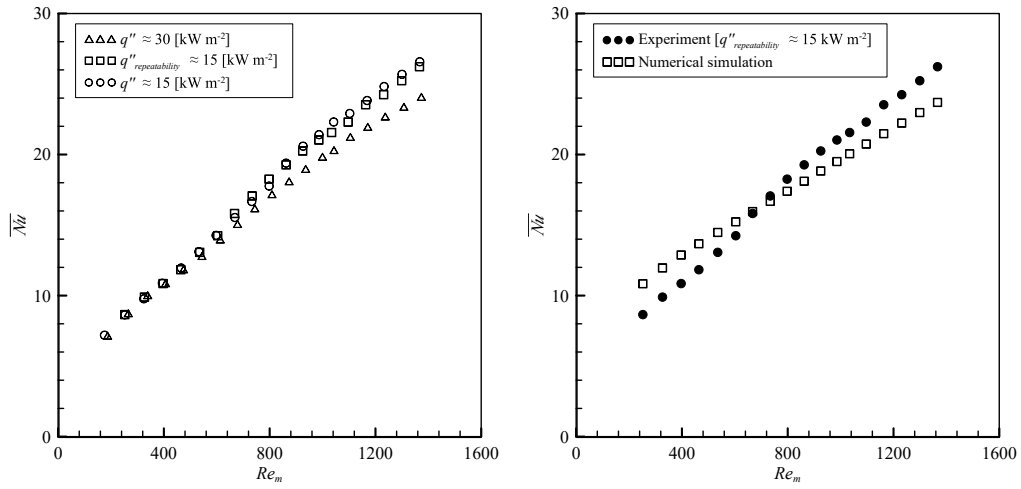 30
20
10
0
q″ ≈ 30 [kW m-2]
q″repeatability ≈ 15 [kW m-2]
q″ ≈ 15 [kW m-2]
Nu
0 400 800 1200 1600
Rem
30
20
10
0
Experiment [q″repeatability ≈ 15 kW m-2]
Numerical simulation
Nu
0 400 800 1200 1600
Rem